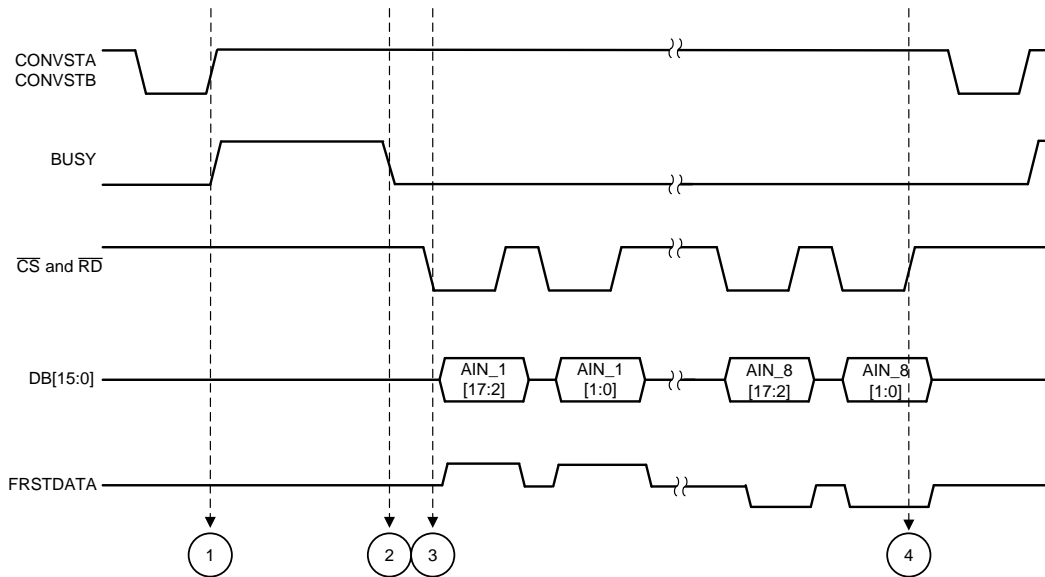 CONVSTA
CONVSTB
BUSY
CS and RD
DB[15:0]
AIN_1
[17:2]
AIN_1
[1:0]
AIN_8
[17:2]
AIN_8
[1:0]
FRSTDATA
1
2
3
4